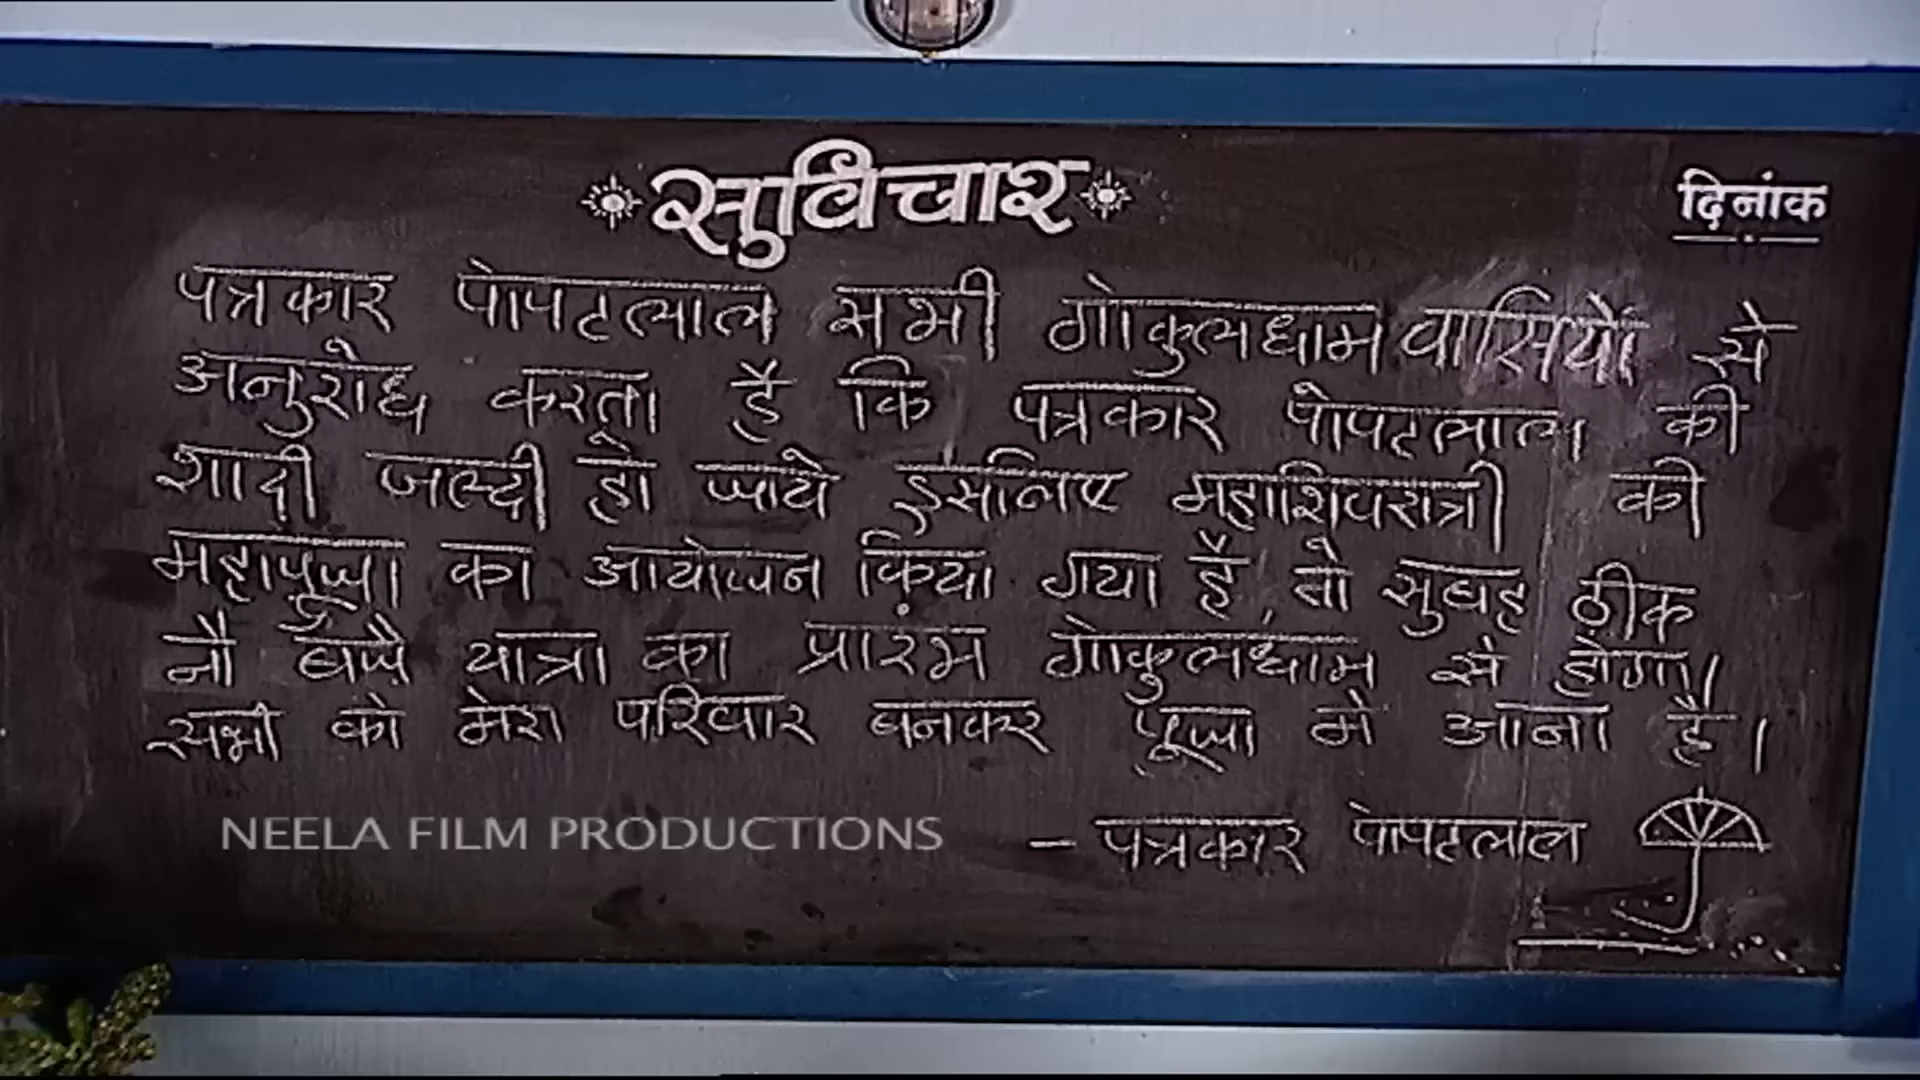 सुविचार
दिनांक
पत्रकार पोपटलाल सभी गोकुलधाम वासियों से
अनुरोध करता है कि पत्रकार पोपटलाल की
शादी जल्दी हो जाये इसलिए महाशिवरात्री की
महापूजा का आयोजन किया गया है, तो सुबह ठीक
नौ बजे यात्रा का प्रारंभ गोकुलधाम से होगा।
सभी को मेरा परिवार बनकर पूजा मे आना है।
NEELA FILM PRODUCTIONS
- पत्रकार पोपटलाल